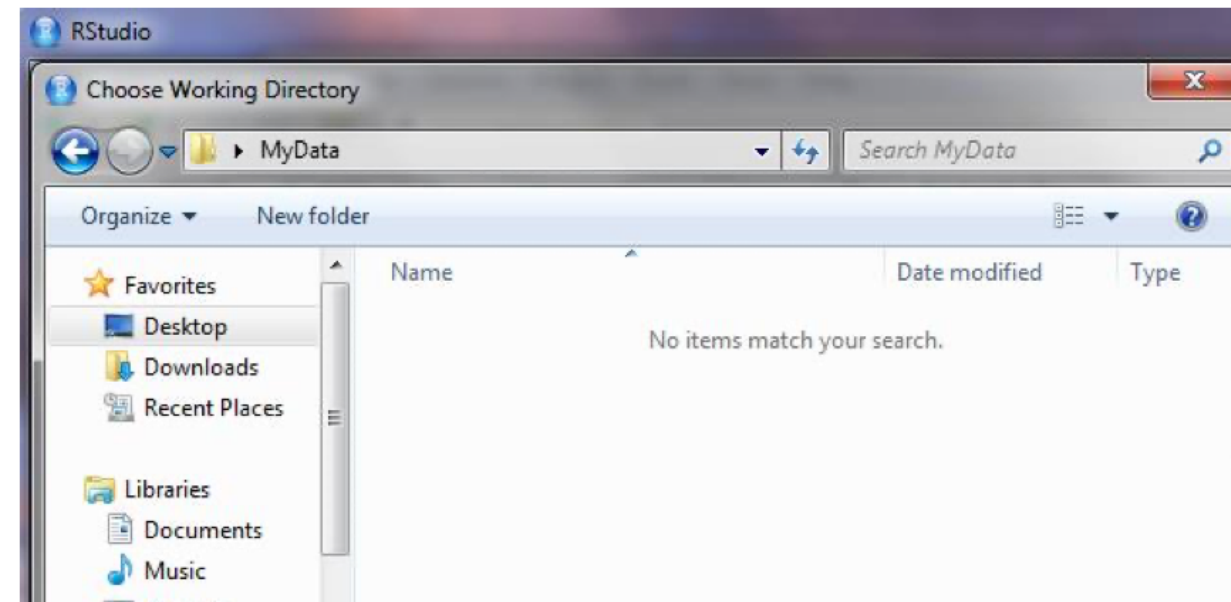 RStudio
Choose Working Directory
MyData
Search MyData
Organize
New folder
Name
Date modified
Type
No items match your search.
Favorites
Desktop
Downloads
Recent Places
Libraries
Documents
Music